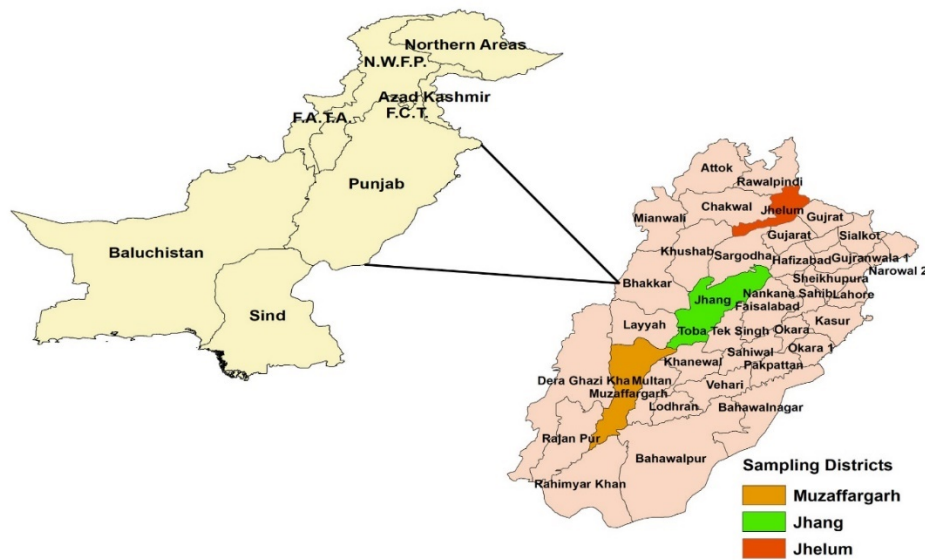 Northern Areas
N.W.F.P.
Azad Kashmir
F.A.T.A.
F.C.T.
Punjab
Baluchistan
Sind
Attok
Rawalpindi
Chakwal
Jhelum
Mianwali
Gujrat
Gujarat
Sialkot
Khushab
Sargodha
Hafizabad
Gujranwala 1
Narowal 2
Bhakkar
Sheikhupura
Jhang
Nankana Sahib
Lahore
Faisalabad
Layyah
Toba Tek Singh
Okara
Kasur
Sahiwal
Okara 1
Khanewal
Pakpattan
Dera Ghazi Kha
Multan
Vehari
Muzaffargarh
Lodhran
Bahawalnagar
Rajan Pur
Bahawalpur
Rahimyar Khan
Sampling Districts
Muzaffargarh
Jhang
Jhelum